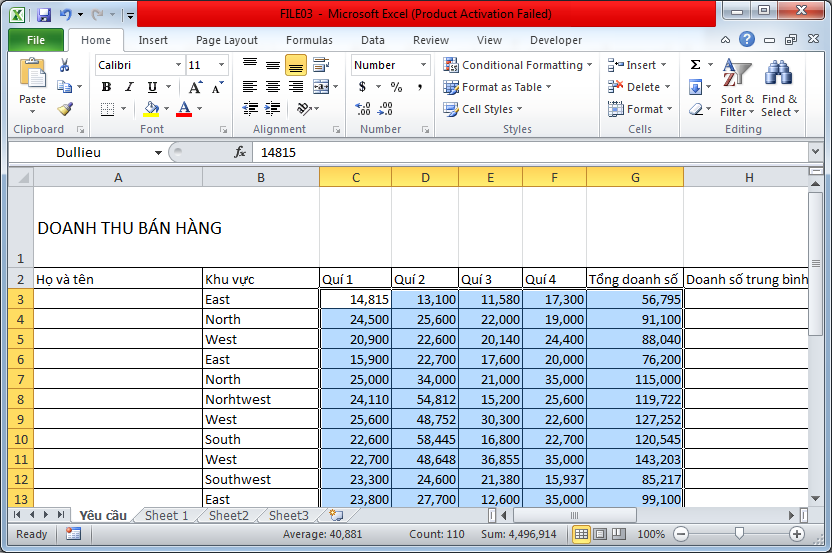 FILE03 - Microsoft Excel (Product Activation Failed)
File Home Insert Page Layout Formulas Data Review View Developer
Calibri 11 Number Conditional Formatting Insert Σ
Paste B I U A A $ % , Format as Table Delete Sort & Filter Find & Select
A Cell Styles Format
Clipboard Font Alignment Number Styles Cells Editing
Dullieu fx 14815
A B C D E F G H
1 DOANH THU BÁN HÀNG
2 Họ và tên Khu vực Quí 1 Quí 2 Quí 3 Quí 4 Tổng doanh số Doanh số trung bình
3 East 14,815 13,100 11,580 17,300 56,795
4 North 24,500 25,600 22,000 19,000 91,100
5 West 20,900 22,600 20,140 24,400 88,040
6 East 15,900 22,700 17,600 20,000 76,200
7 North 25,000 34,000 21,000 35,000 115,000
8 Norhtwest 24,110 54,812 15,200 25,600 119,722
9 West 25,600 48,752 30,300 22,600 127,252
10 South 22,600 58,445 16,800 22,700 120,545
11 West 22,700 48,648 36,855 35,000 143,203
12 Southwest 23,300 24,600 21,380 15,937 85,217
13 East 23,800 27,700 12,600 35,000 99,100
Yêu cầu Sheet 1 Sheet2 Sheet3
Ready Average: 40,881 Count: 110 Sum: 4,496,914 100%